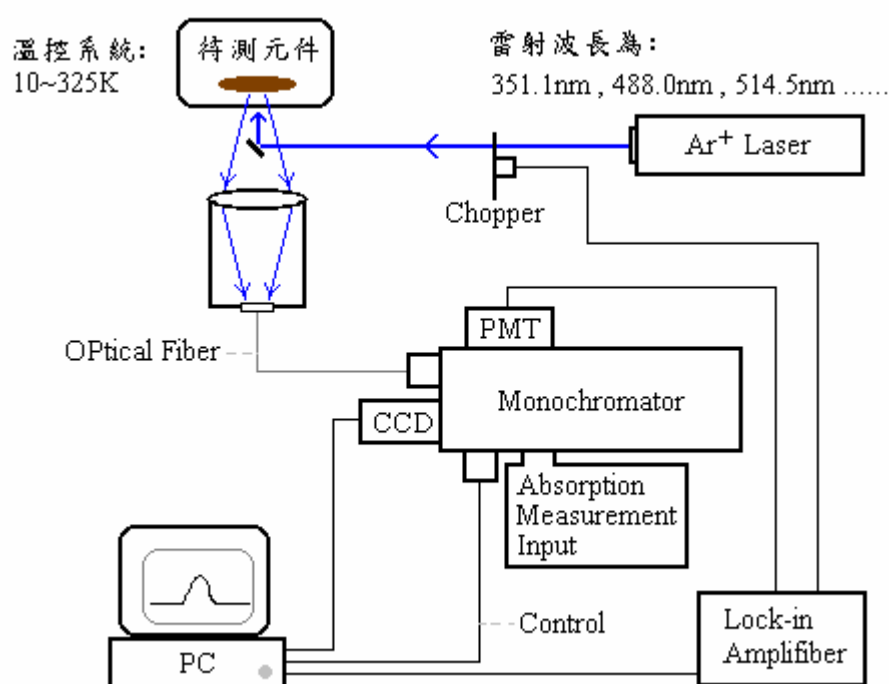 溫控系統:
10~325K
待測元件
雷射波長為:
351.1nm , 488.0nm , 514.5nm ......
Ar+ Laser
Chopper
OPtical Fiber
PMT
Monochromator
CCD
Absorption
Measurement
Input
Control
PC
Lock-in
Amplifiber